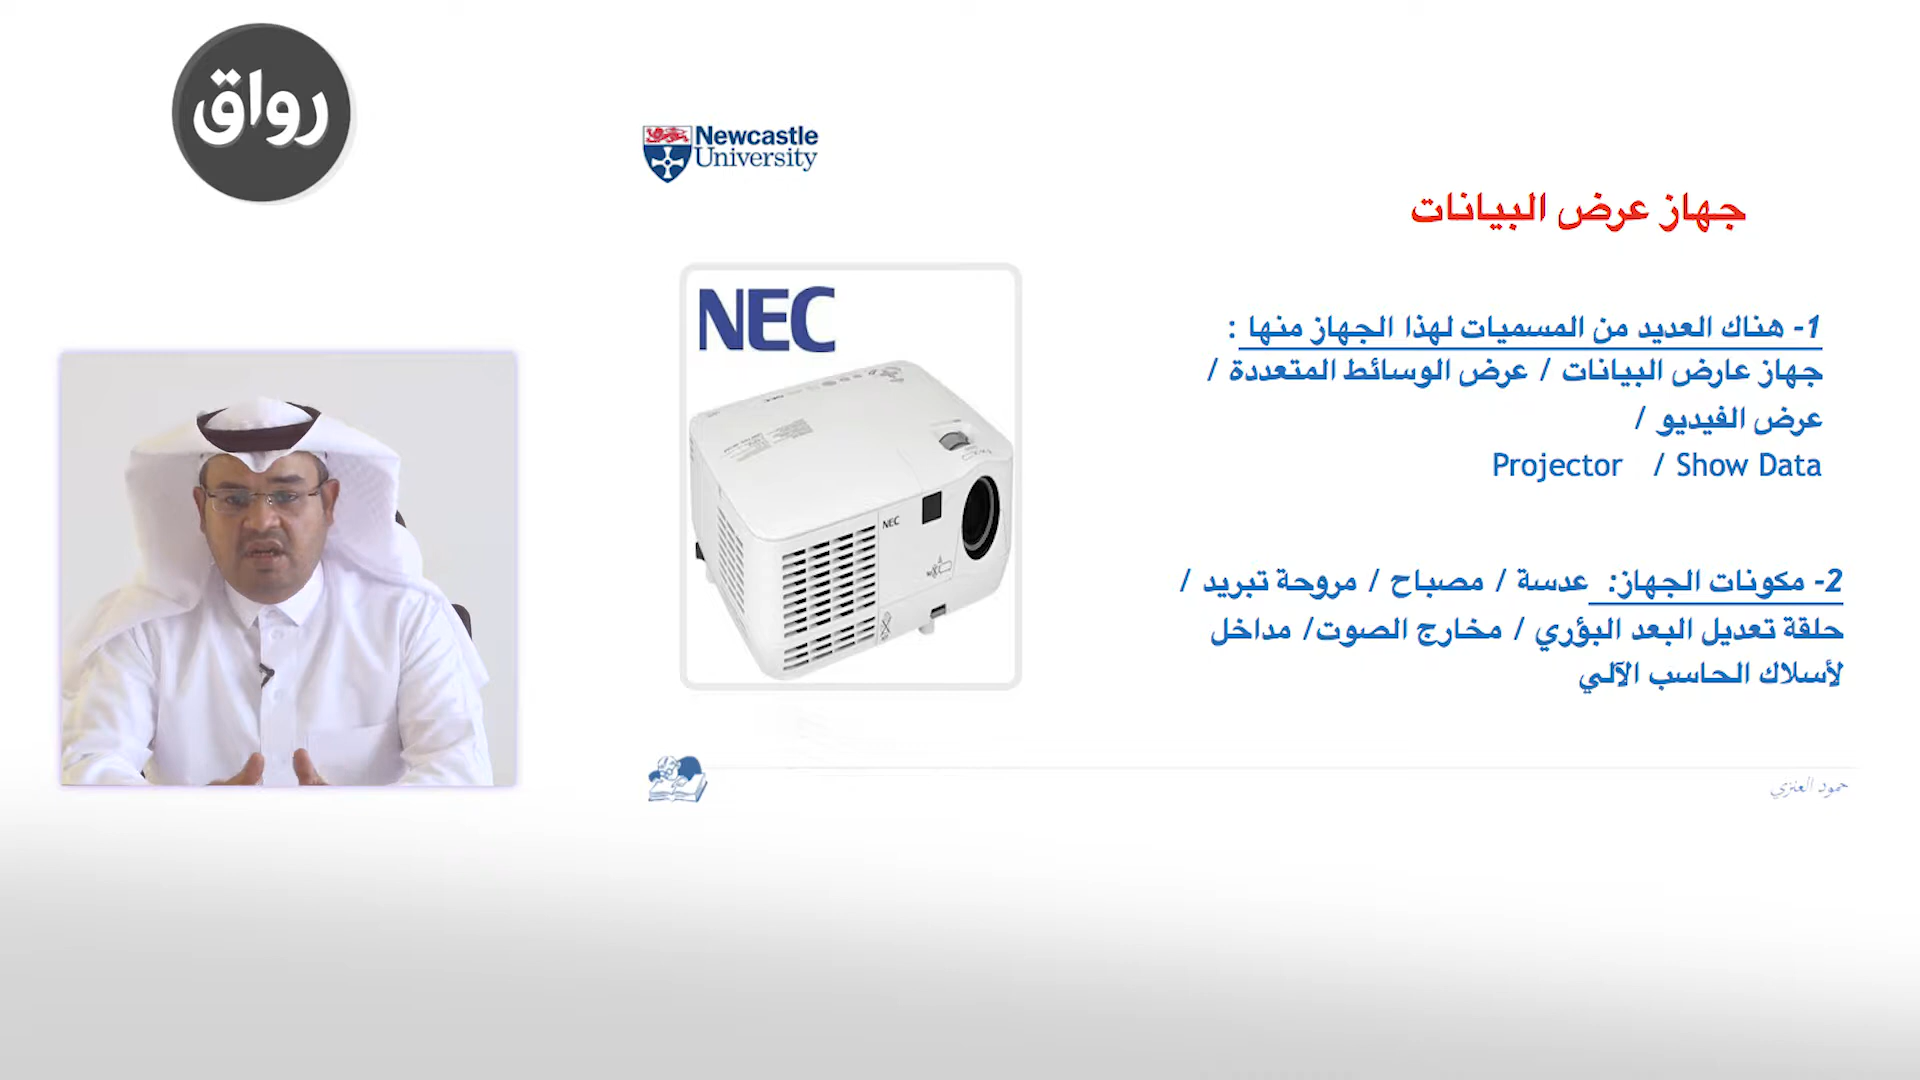 رواق
Newcastle
University
جهاز عرض البيانات
NEC
NEC
1- هناك العديد من المسميات لهذا الجهاز منها :
جهاز عارض البيانات / عرض الوسائط المتعددة /
عرض الفيديو /
Projector / Show Data
2- مكونات الجهاز: عدسة / مصباح / مروحة تبريد /
حلقة تعديل البعد البؤري / مخارج الصوت/ مداخل
لأسلاك الحاسب الآلي
حمود العنزي